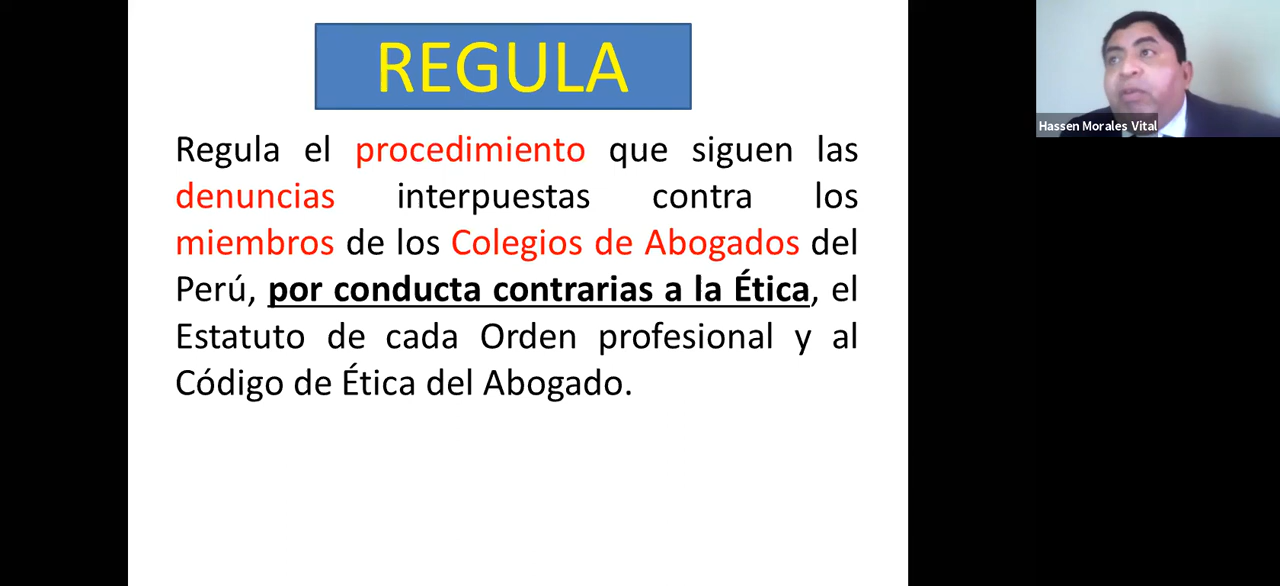 REGULA
Regula el procedimiento que siguen las
denuncias interpuestas contra los
miembros de los Colegios de Abogados del
Perú, por conducta contrarias a la Ética, el
Estatuto de cada Orden profesional y al
Código de Ética del Abogado.
Hassen Morales Vital